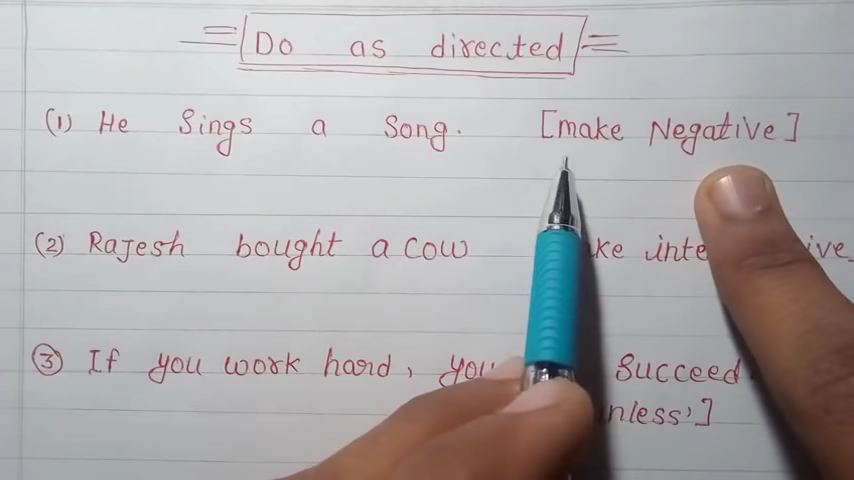 Do as directed
(1) He Sings a Song. [make Negative]
(2) Rajesh bought a cow
(3) If you work hard, you succeed.